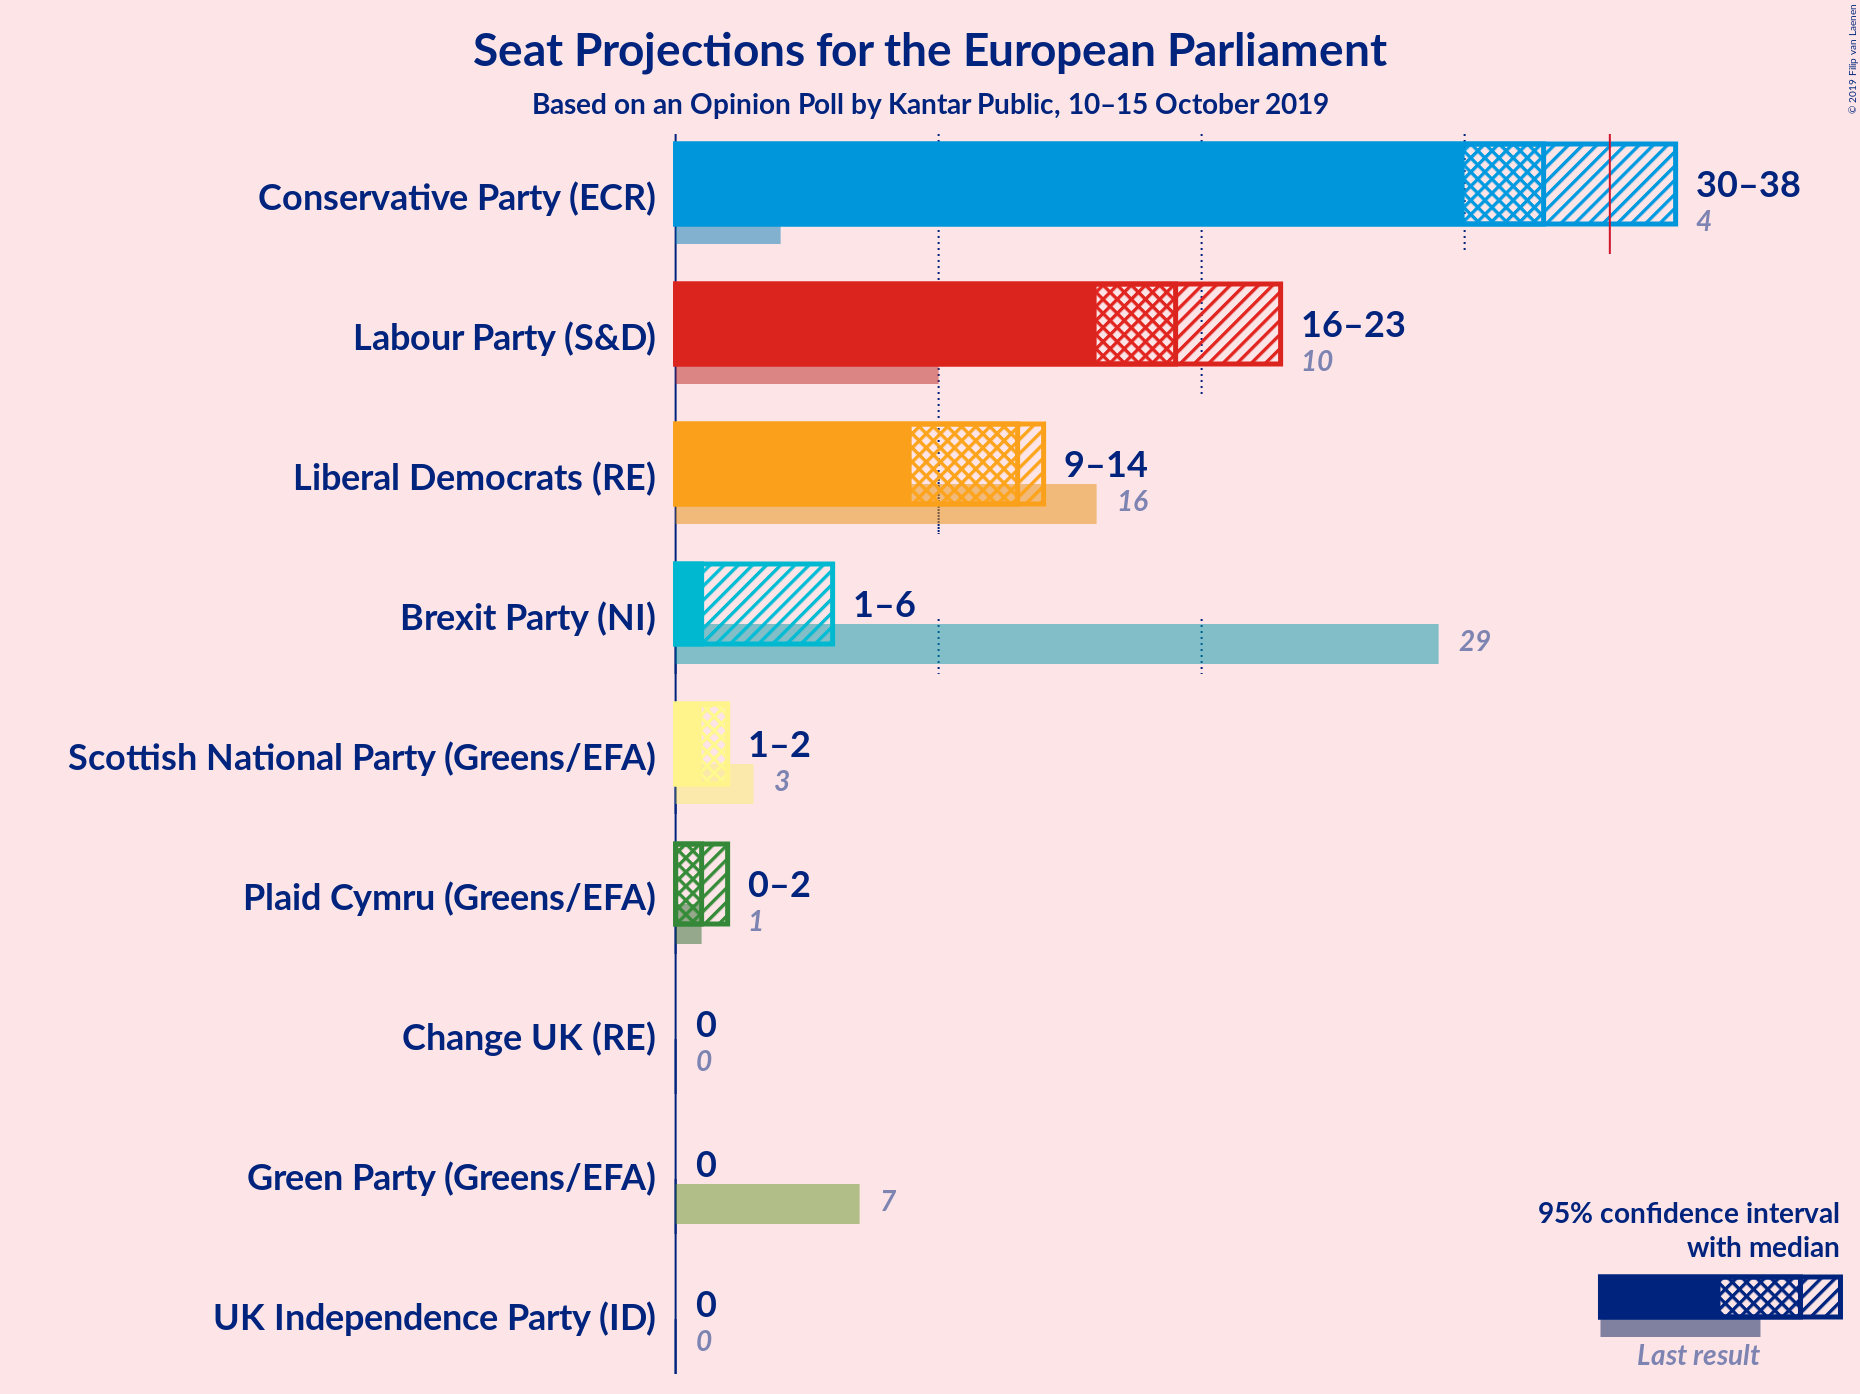 Seat Projections for the European Parliament
Based on an Opinion Poll by Kantar Public, 10–15 October 2019
© 2019 Filip van Laenen
Conservative Party (ECR)
30–38
4
Labour Party (S&D)
16–23
10
Liberal Democrats (RE)
9–14
16
Brexit Party (NI)
1–6
29
Scottish National Party (Greens/EFA)
1–2
3
Plaid Cymru (Greens/EFA)
0–2
1
Change UK (RE)
0
0
Green Party (Greens/EFA)
0
7
UK Independence Party (ID)
0
0
95% confidence interval
with median
Last result